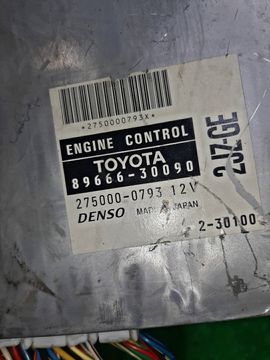 *2750000793X*
ENGINE CONTROL
TOYOTA
89666-30090
275000-0793 12V
DENSO MADE IN JAPAN
2JZ-GE
2-30100